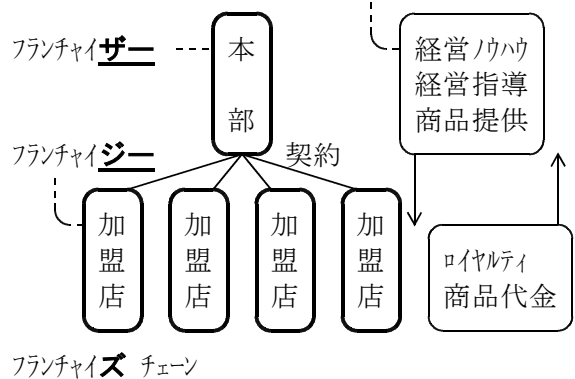 フランチャイザー
本部
経営ノウハウ
経営指導
商品提供
フランチャイジー
契約
加盟店
加盟店
加盟店
加盟店
ロイヤルティ
商品代金
フランチャイズ チェーン